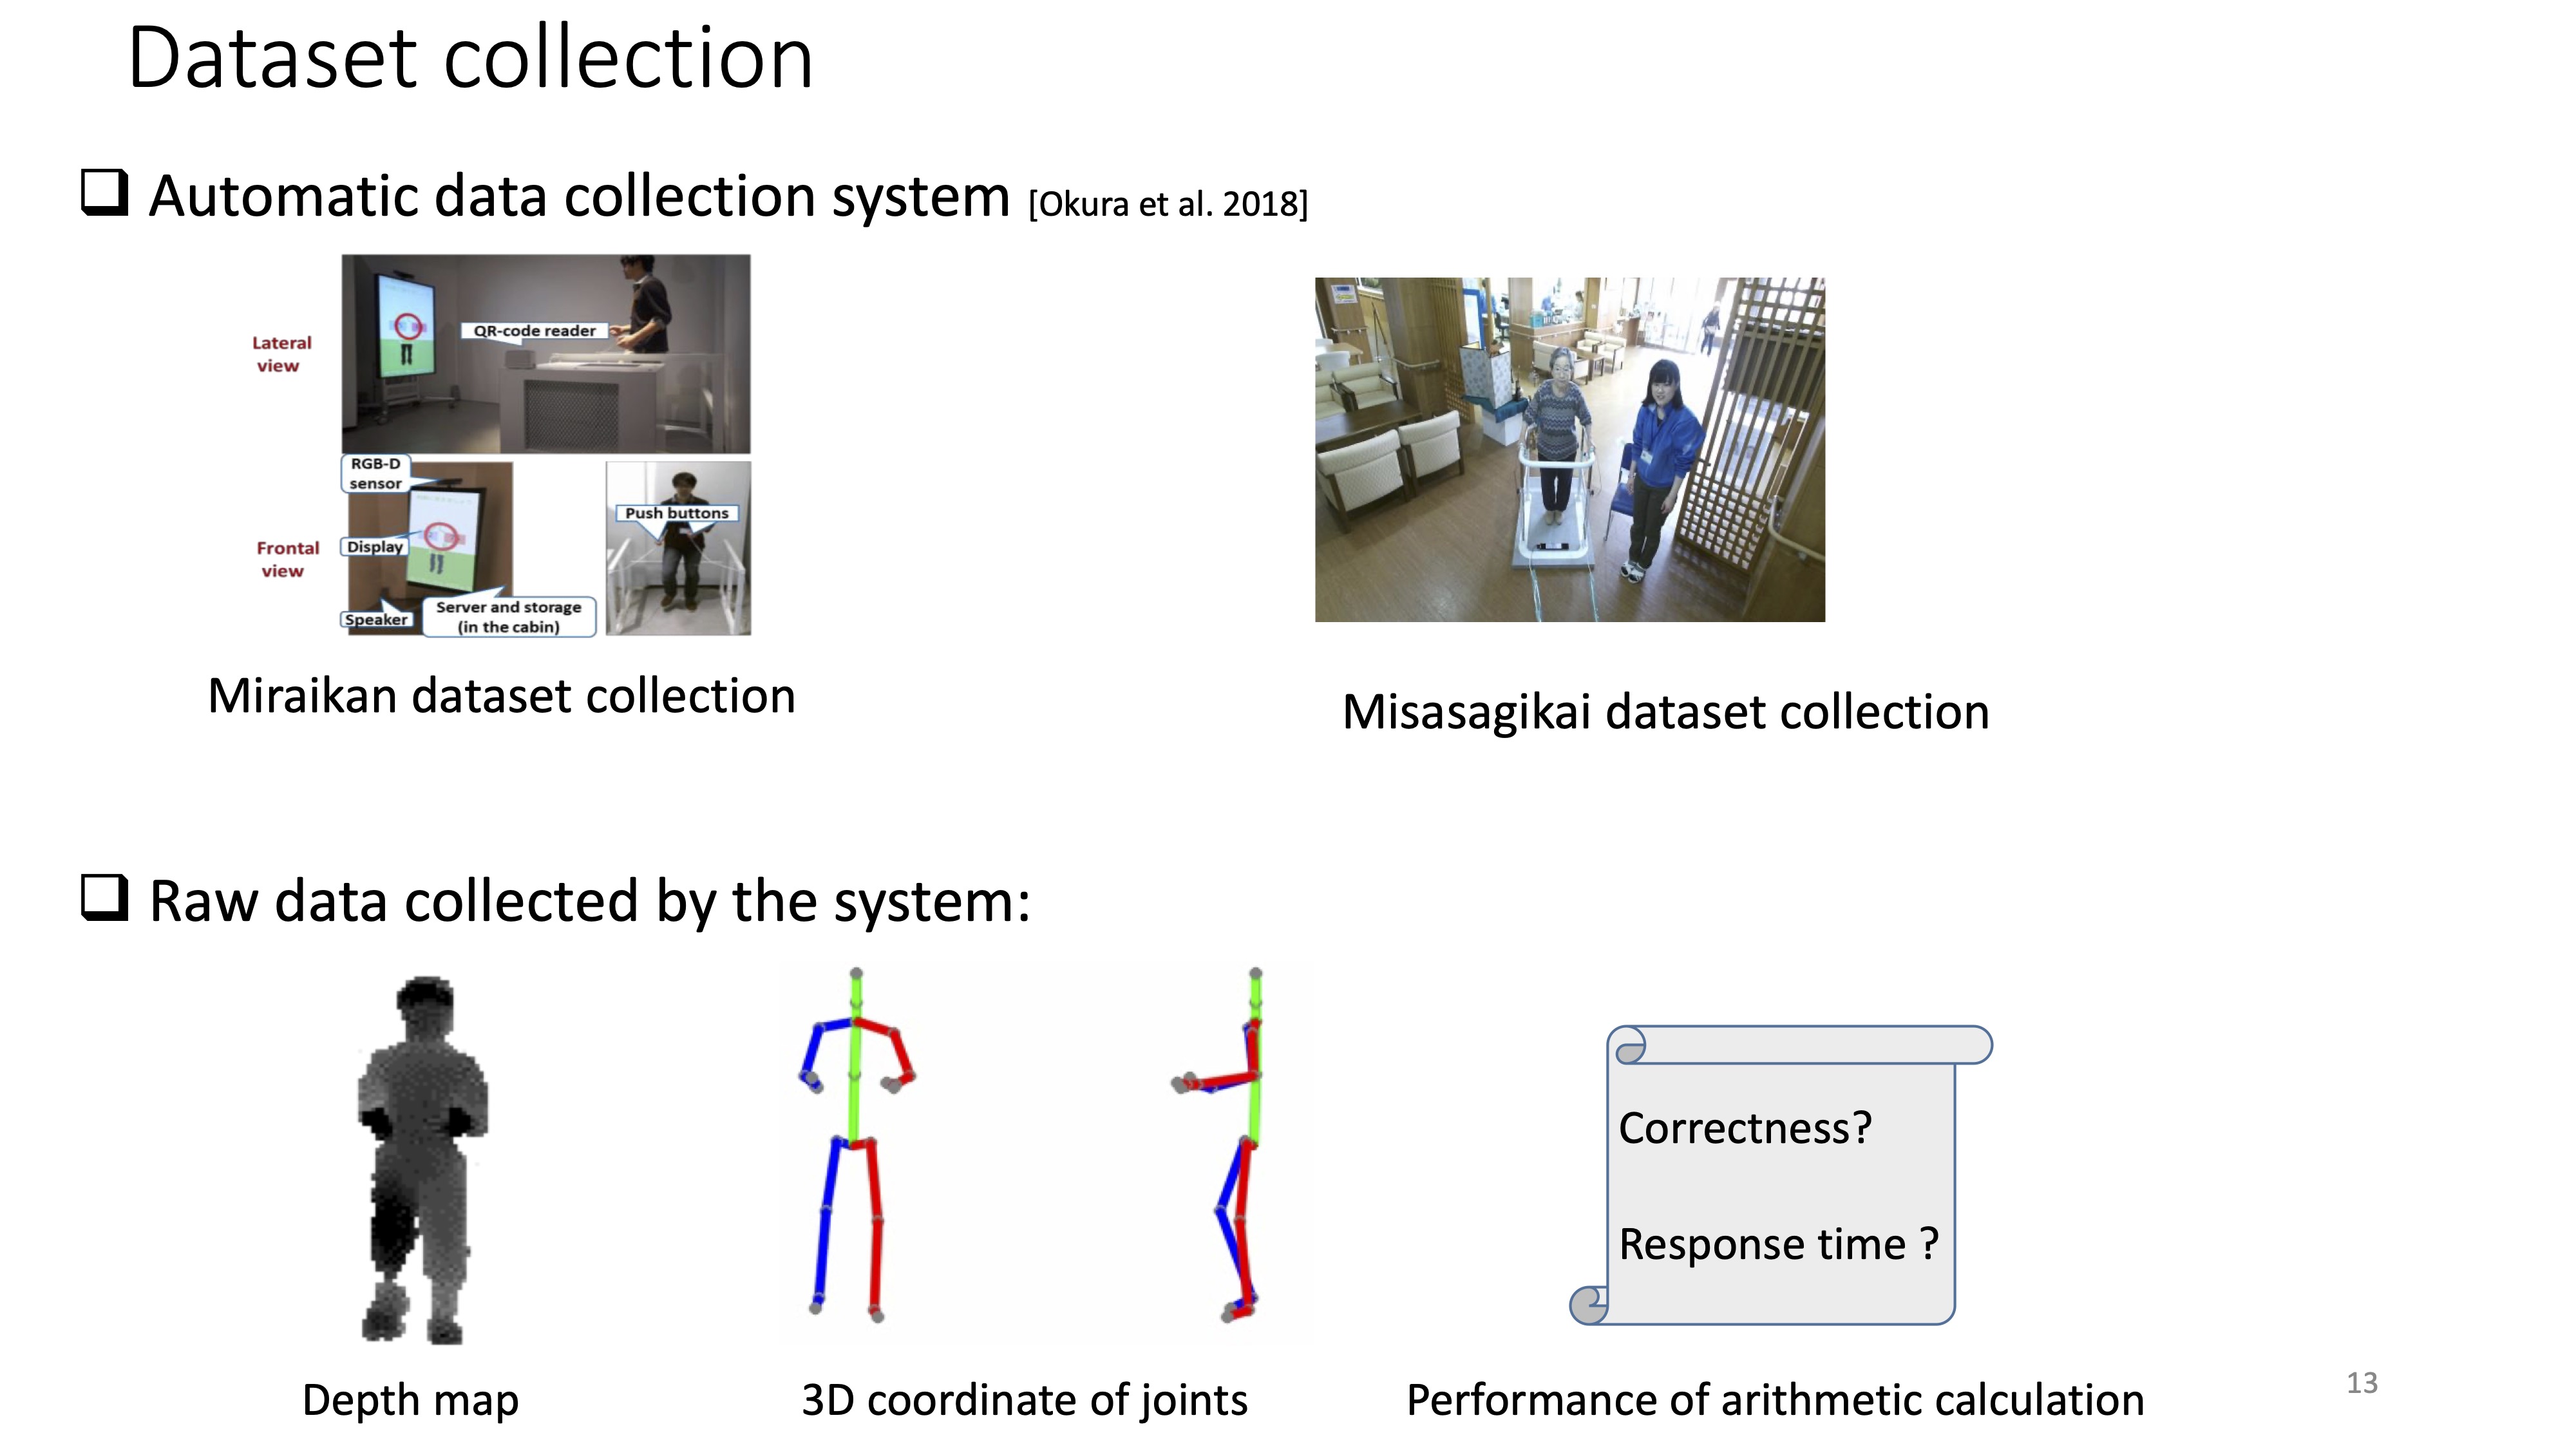 Dataset collection
Automatic data collection system [Okura et al. 2018]
Lateral
view
QR-code reader
RGB-D
sensor
Push buttons
Frontal
view
Display
Speaker
Server and storage
(in the cabin)
Miraikan dataset collection
Misasagikai dataset collection
Raw data collected by the system:
Correctness?
Response time ?
Depth map
3D coordinate of joints
Performance of arithmetic calculation
13